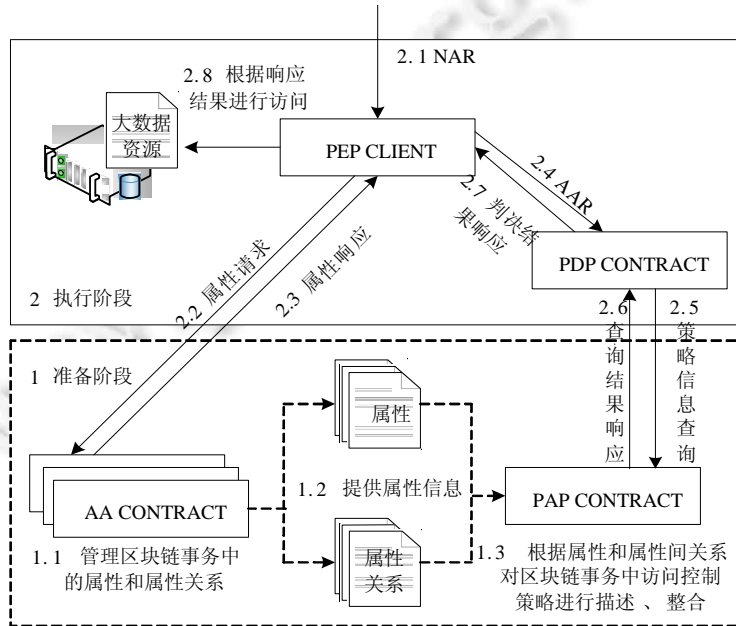 2.1 NAR
2.8 根据响应
结果进行访问
大数据
资源
PEP CLIENT
2.4 AAR
2.7 判决结
果响应
PDP CONTRACT
2.2 属性请求
2.3 属性响应
2 执行阶段
2.6
查询结果响应
2.5
策略信息查询
1 准备阶段
属性
1.2 提供属性信息
AA CONTRACT
PAP CONTRACT
属性
关系
1.1 管理区块链事务中
的属性和属性关系
1.3 根据属性和属性间关系
对区块链事务中访问控制
策略进行描述 、 整合